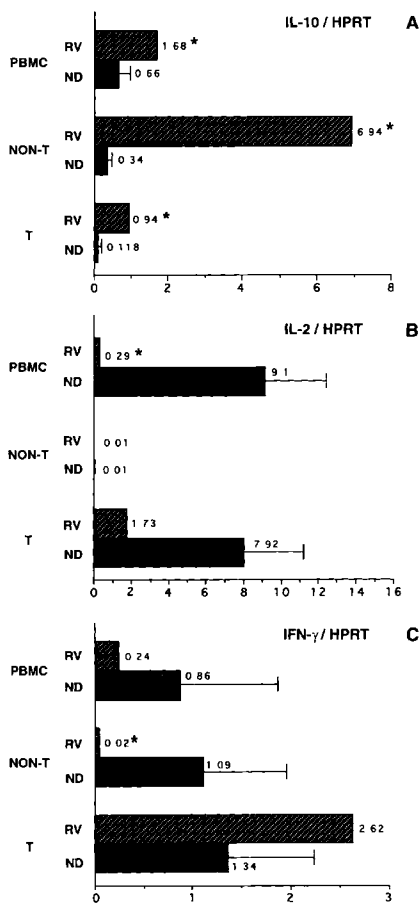 IL-10 / HPRT A
PBMC
RV 1.68 *
ND 0.66
NON-T
RV 6.94 *
ND 0.34
T
RV 0.94 *
ND 0.118
0 2 4 6 8
IL-2 / HPRT B
PBMC
RV 0.29 *
ND 9.1
NON-T
RV 0.01
ND 0.01
T
RV 1.73
ND 7.92
0 2 4 6 8 10 12 14 16
IFN-γ / HPRT C
PBMC
RV 0.24
ND 0.86
NON-T
RV 0.02 *
ND 1.09
T
RV 2.62
ND 1.34
0 1 2 3